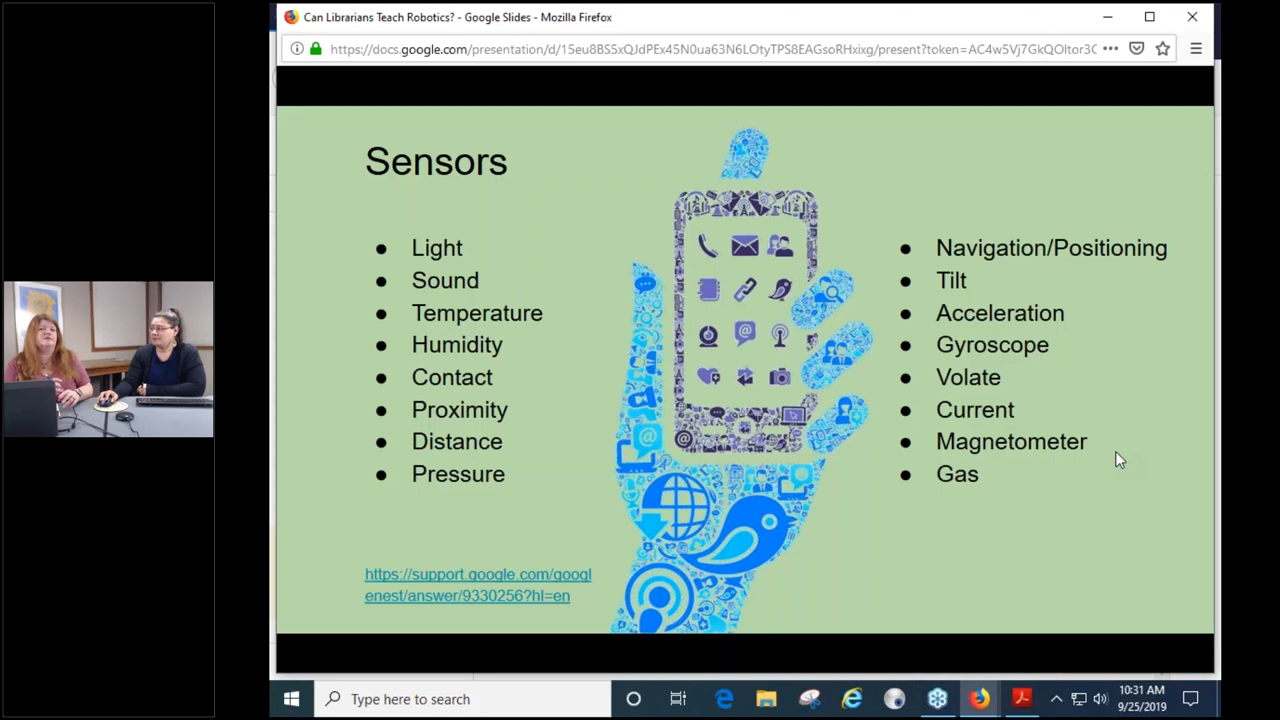 Can Librarians Teach Robotics? - Google Slides - Mozilla Firefox
https://docs.google.com/presentation/d/15eu8BS5xQJdPEx45N0ua63N6LOtyTPS8EAGsoRHxixg/present?token=AC4w5Vj7GkQOltor3C
Sensors
● Light
● Sound
● Temperature
● Humidity
● Contact
● Proximity
● Distance
● Pressure
● Navigation/Positioning
● Tilt
● Acceleration
● Gyroscope
● Volate
● Current
● Magnetometer
● Gas
https://support.google.com/googl
enest/answer/9330256?hl=en
Type here to search
10:31 AM
9/25/2019